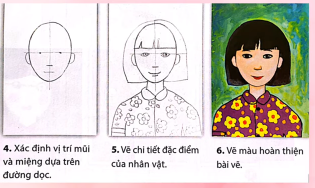 4. Xác định vị trí mũi
và miệng dựa trên
đường dọc.
5. Vẽ chi tiết đặc điểm
của nhân vật.
6. Vẽ màu hoàn thiện
bài vẽ.